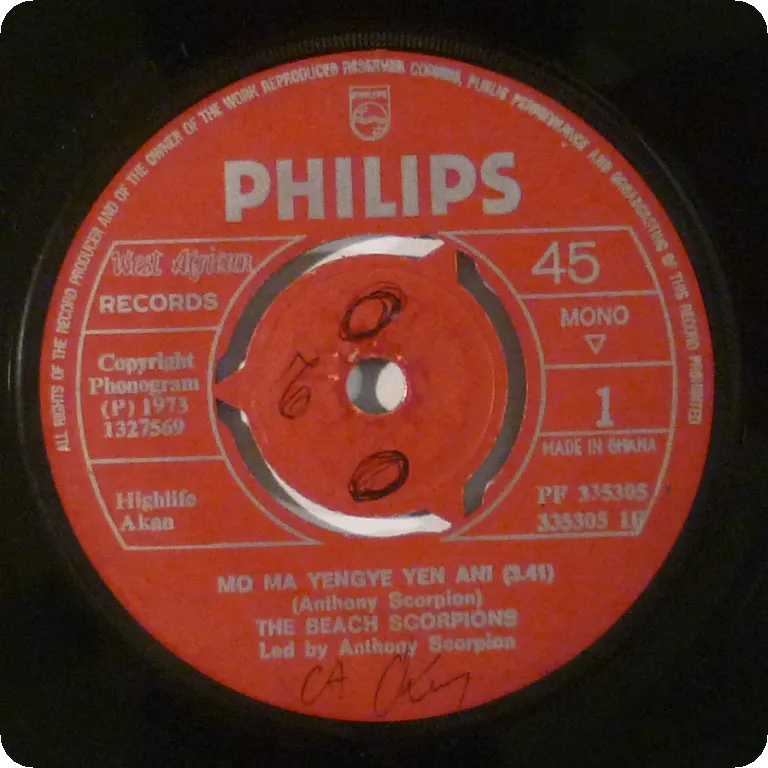 ALL RIGHTS OF THE RECORD PRODUCER AND OF THE OWNER OF THE WORK REPRODUCED RESERVED COPYING, PUBLIC PERFORMANCE AND BROADCASTING OF THIS RECORD PROHIBITED
PHILIPS
PHILIPS
West African
RECORDS
45
MONO
Copyright
Phonogram
(P) 1973
1327569
1
MADE IN GHANA
Highlife
Akan
PF 335305
335305 1F
MO MA YENGYE YEN ANI (3.41)
(Anthony Scorpion)
THE BEACH SCORPIONS
Led by Anthony Scorpion
CA